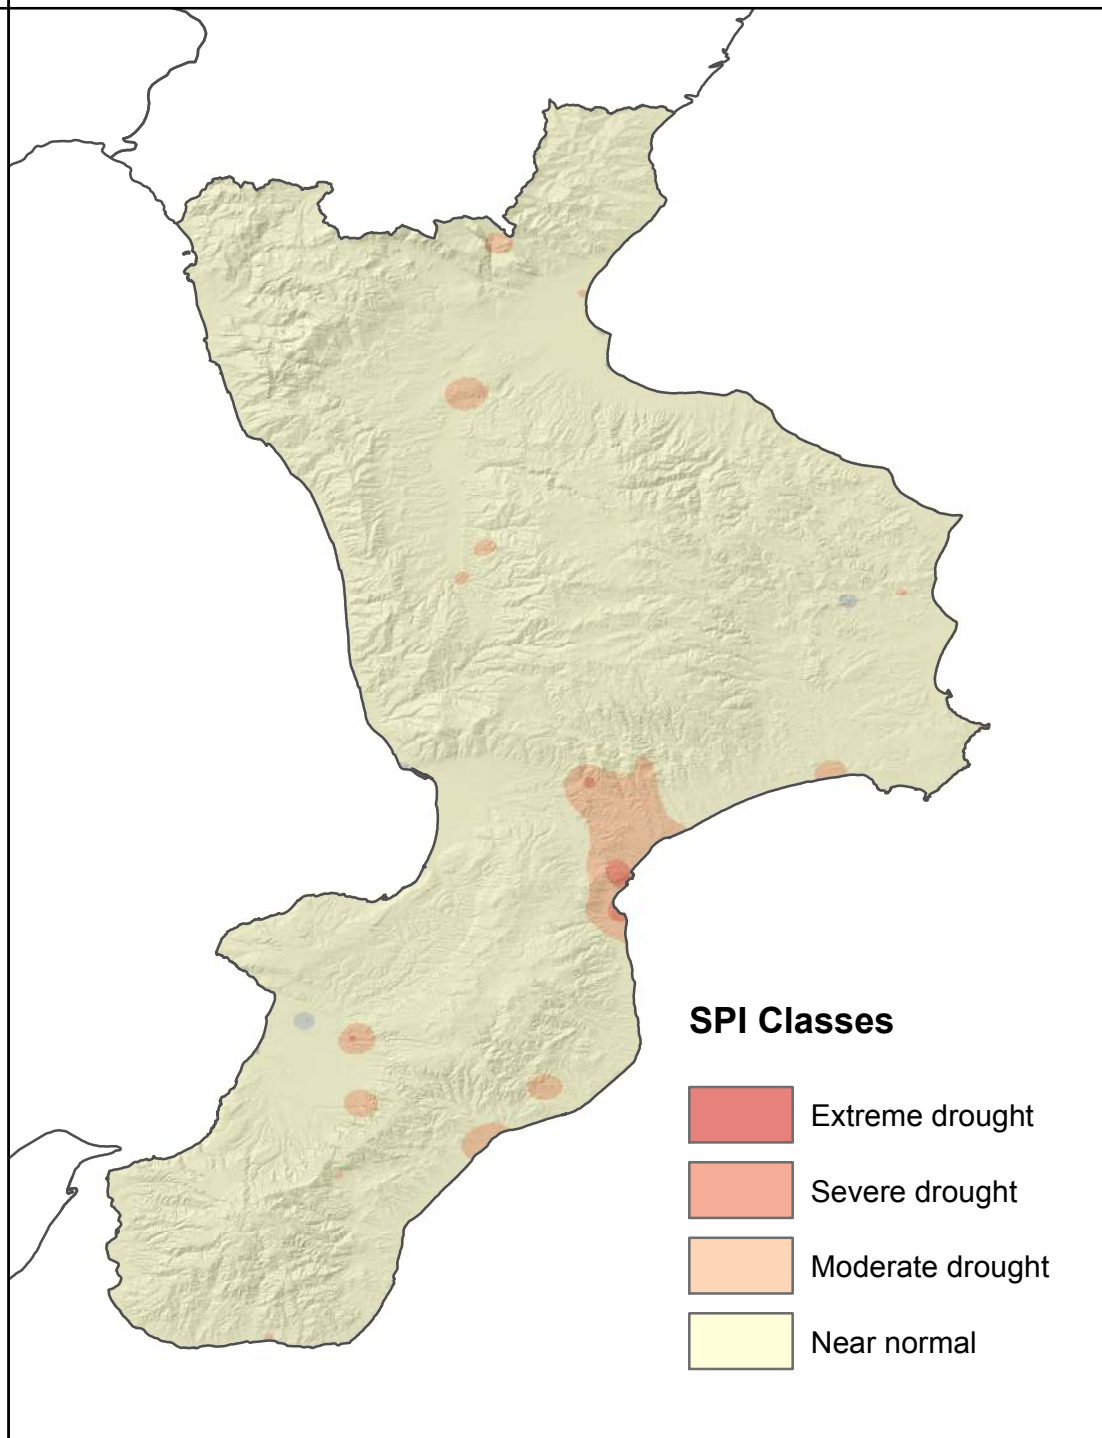 SPI Classes
Extreme drought
Severe drought
Moderate drought
Near normal